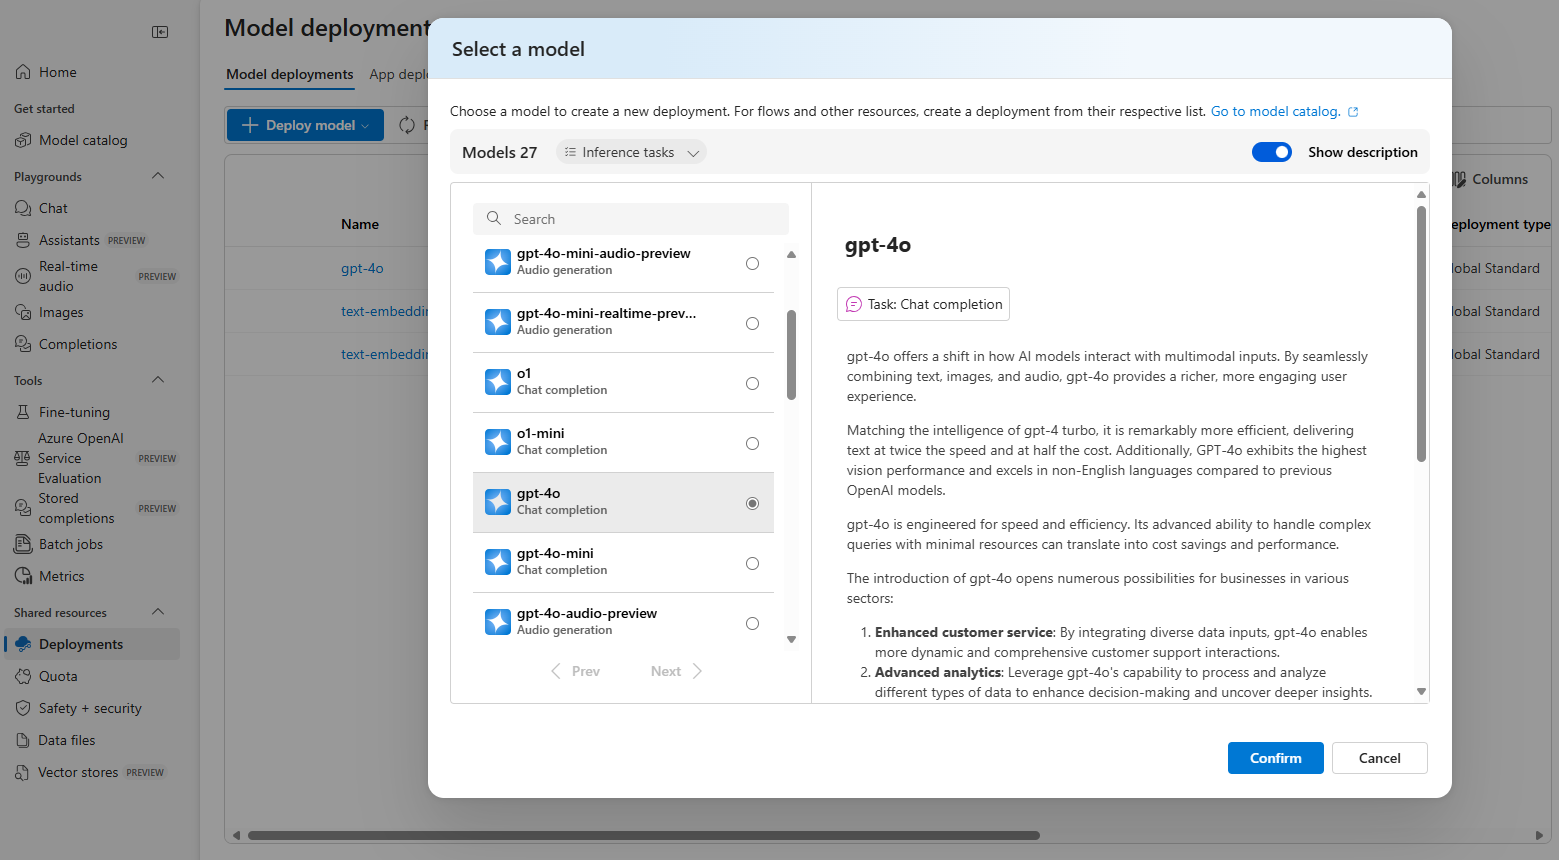 Home
Get started
Model catalog
Playgrounds
Chat
Assistants PREVIEW
Real-time
audio
PREVIEW
Images
Completions
Tools
Fine-tuning
Azure OpenAI
Service
Evaluation
PREVIEW
Stored
completions
PREVIEW
Batch jobs
Metrics
Shared resources
Deployments
Quota
Safety + security
Data files
Vector stores PREVIEW
Model deployment
Model deployments
Deploy model
Name
gpt-4o
Columns
Global Standard
Select a model
Choose a model to create a new deployment. For flows and other resources, create a deployment from their respective list. Go to model catalog.
Models 27
Inference tasks
Show description
Search
gpt-4o-mini-audio-preview
Audio generation
gpt-4o-mini-realtime-prev...
Audio generation
o1
Chat completion
o1-mini
Chat completion
gpt-4o
Chat completion
gpt-4o-mini
Chat completion
gpt-4o-audio-preview
Audio generation
Prev
Next
gpt-4o
Task: Chat completion
gpt-4o offers a shift in how AI models interact with multimodal inputs. By seamlessly
combining text, images, and audio, gpt-4o provides a richer, more engaging user
experience.
Matching the intelligence of gpt-4 turbo, it is remarkably more efficient, delivering
text at twice the speed and at half the cost. Additionally, GPT-4o exhibits the highest
vision performance and excels in non-English languages compared to previous
OpenAI models.
gpt-4o is engineered for speed and efficiency. Its advanced ability to handle complex
queries with minimal resources can translate into cost savings and performance.
The introduction of gpt-4o opens numerous possibilities for businesses in various
sectors:
1. Enhanced customer service: By integrating diverse data inputs, gpt-4o enables
more dynamic and comprehensive customer support interactions.
2. Advanced analytics: Leverage gpt-4o's capability to process and analyze
different types of data to enhance decision-making and uncover deeper insights.
Confirm
Cancel